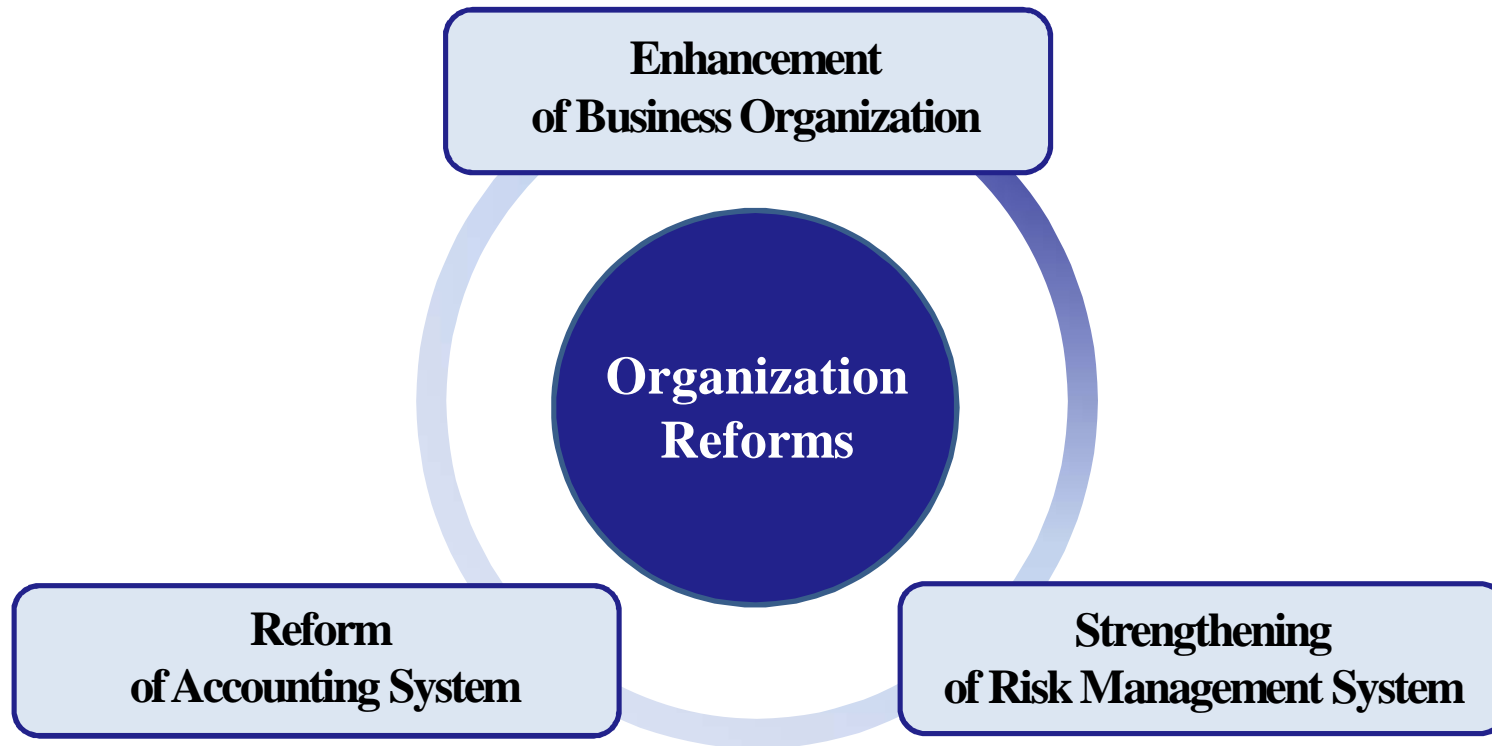 Enhancement
of Business Organization
Organization
Reforms
Reform
of Accounting System
Strengthening
of Risk Management System